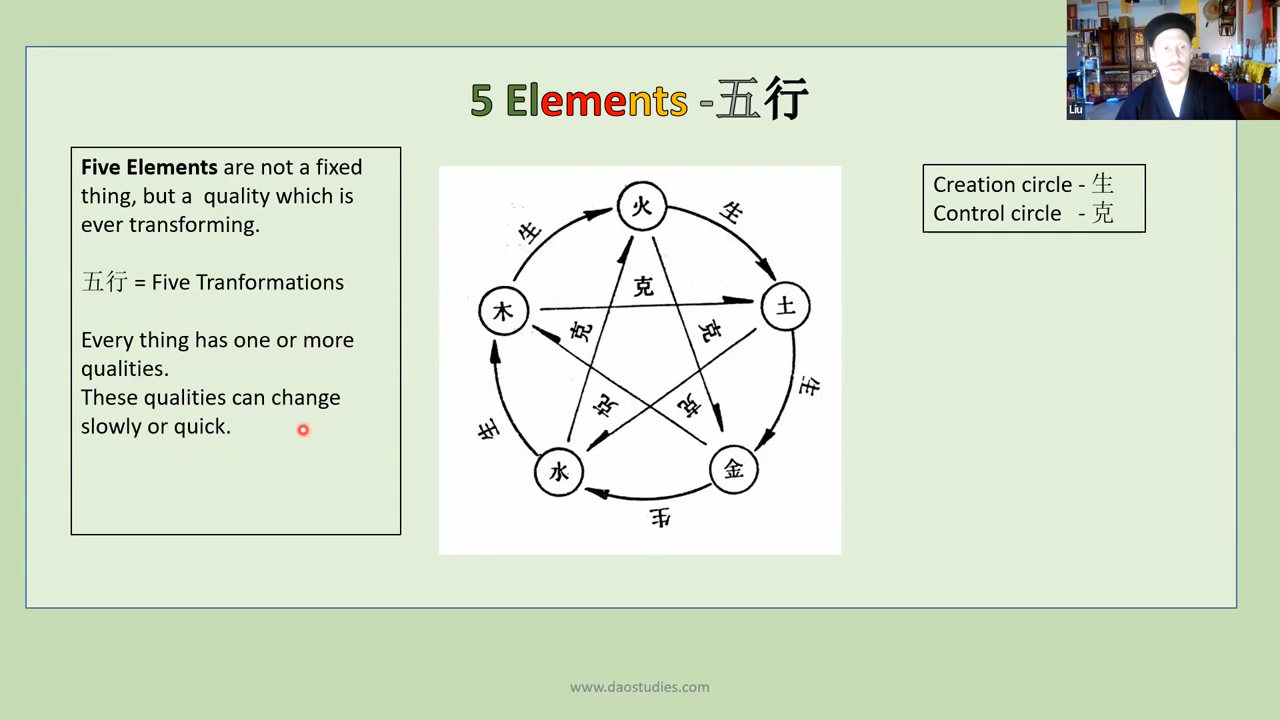 5 Elements -五行
Liu
Five Elements are not a fixed
thing, but a quality which is
ever transforming.
五行 = Five Tranformations
Every thing has one or more
qualities.
These qualities can change
slowly or quick.
火
生
生
克
木
土
克
克
生
克
克
生
水
金
生
Creation circle - 生
Control circle - 克
www.daostudies.com